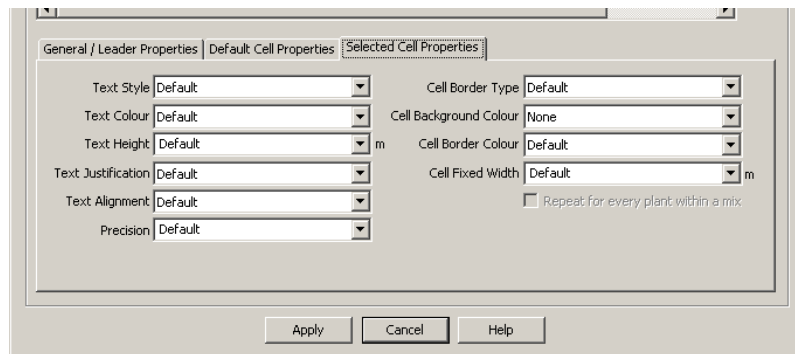 General / Leader Properties Default Cell Properties Selected Cell Properties
Text Style Default Cell Border Type Default
Text Colour Default Cell Background Colour None
Text Height Default m Cell Border Colour Default
Text Justification Default Cell Fixed Width Default m
Text Alignment Default Repeat for every plant within a mix
Precision Default
Apply Cancel Help